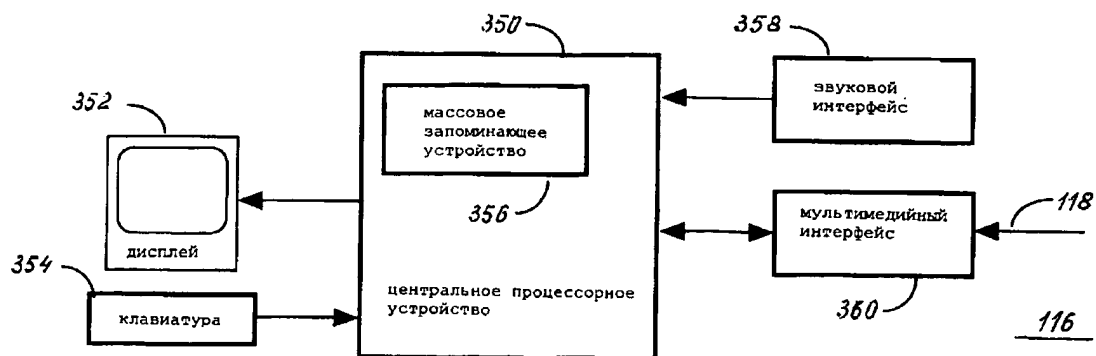 350
358
352
массовое
запоминающее
устройство
356
звуковой
интерфейс
118
мультимедийный
интерфейс
360
дисплей
354
клавиатура
центральное процессорное
устройство
116